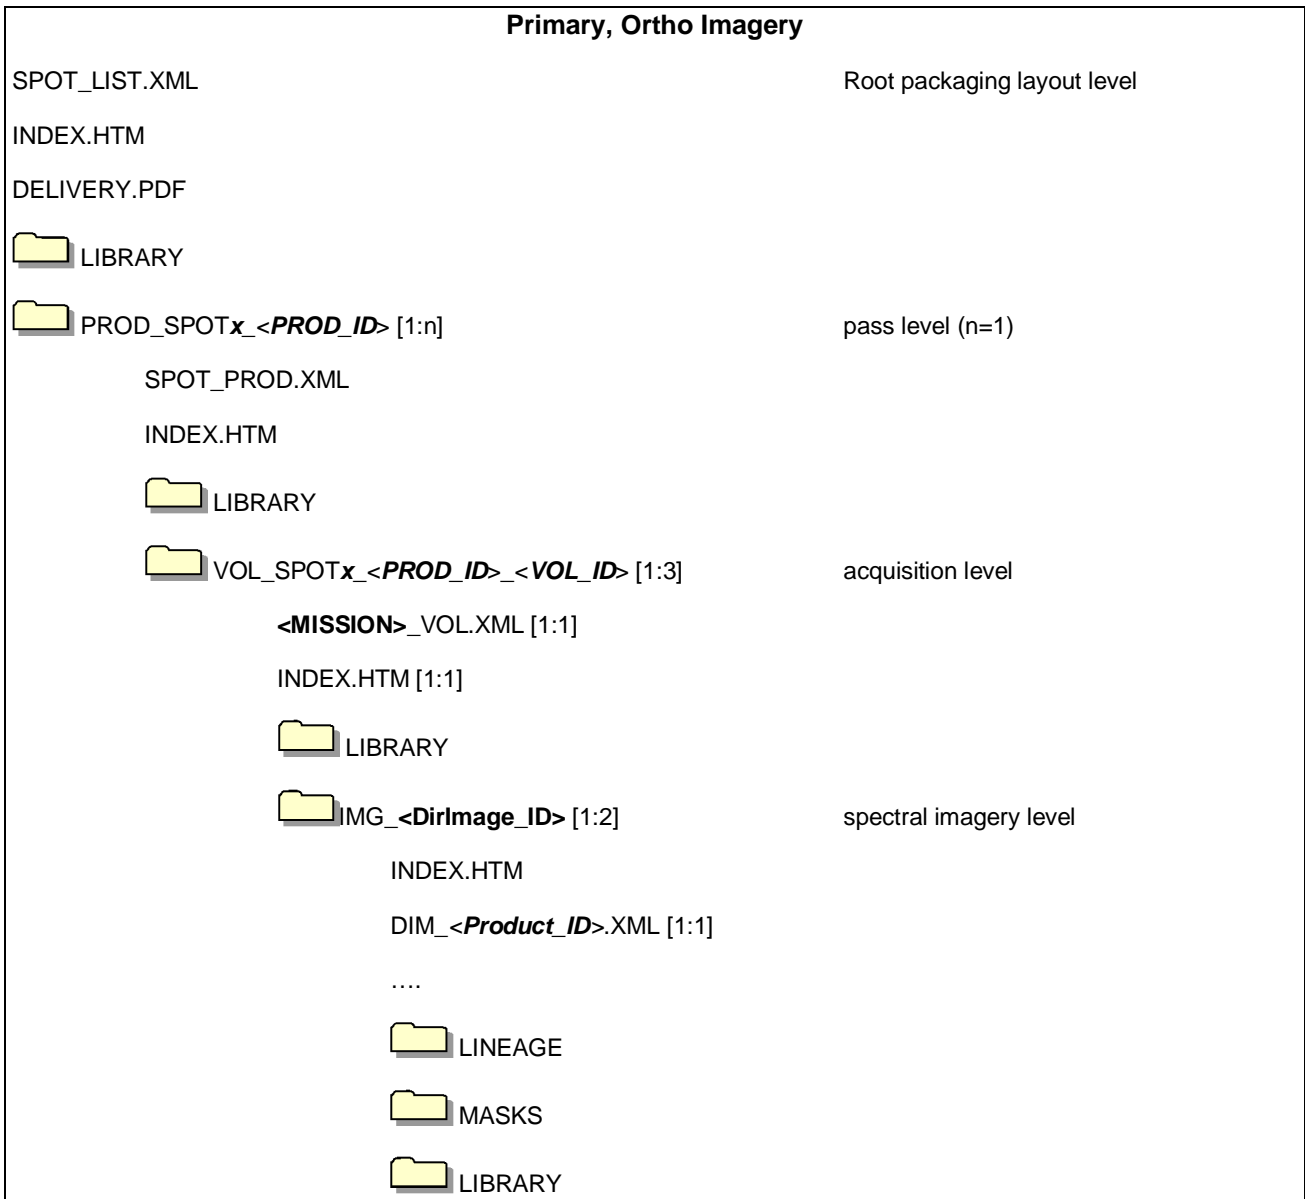 Primary, Ortho Imagery
SPOT_LIST.XML Root packaging layout level
INDEX.HTM
DELIVERY.PDF
LIBRARY
PROD_SPOTx_<PROD_ID> [1:n] pass level (n=1)
SPOT_PROD.XML
INDEX.HTM
LIBRARY
VOL_SPOTx_<PROD_ID>_<VOL_ID> [1:3] acquisition level
<MISSION>_VOL.XML [1:1]
INDEX.HTM [1:1]
LIBRARY
IMG_<DirImage_ID> [1:2] spectral imagery level
INDEX.HTM
DIM_<Product_ID>.XML [1:1]
….
LINEAGE
MASKS
LIBRARY